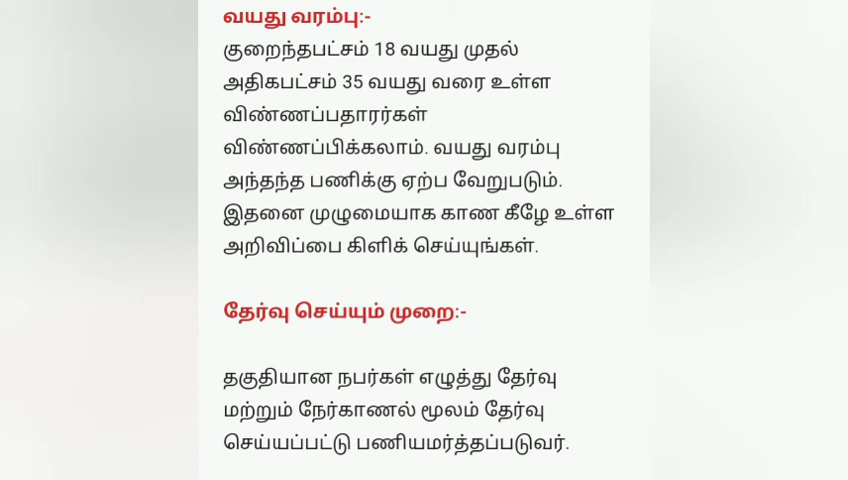 வயது வரம்பு:-
குறைந்தபட்சம் 18 வயது முதல்
அதிகபட்சம் 35 வயது வரை உள்ள
விண்ணப்பதாரர்கள்
விண்ணப்பிக்கலாம். வயது வரம்பு
அந்தந்த பணிக்கு ஏற்ப வேறுபடும்.
இதனை முழுமையாக காண கீழே உள்ள
அறிவிப்பை கிளிக் செய்யுங்கள்.
தேர்வு செய்யும் முறை:-
தகுதியான நபர்கள் எழுத்து தேர்வு
மற்றும் நேர்காணல் மூலம் தேர்வு
செய்யப்பட்டு பணியமர்த்தப்படுவர்.